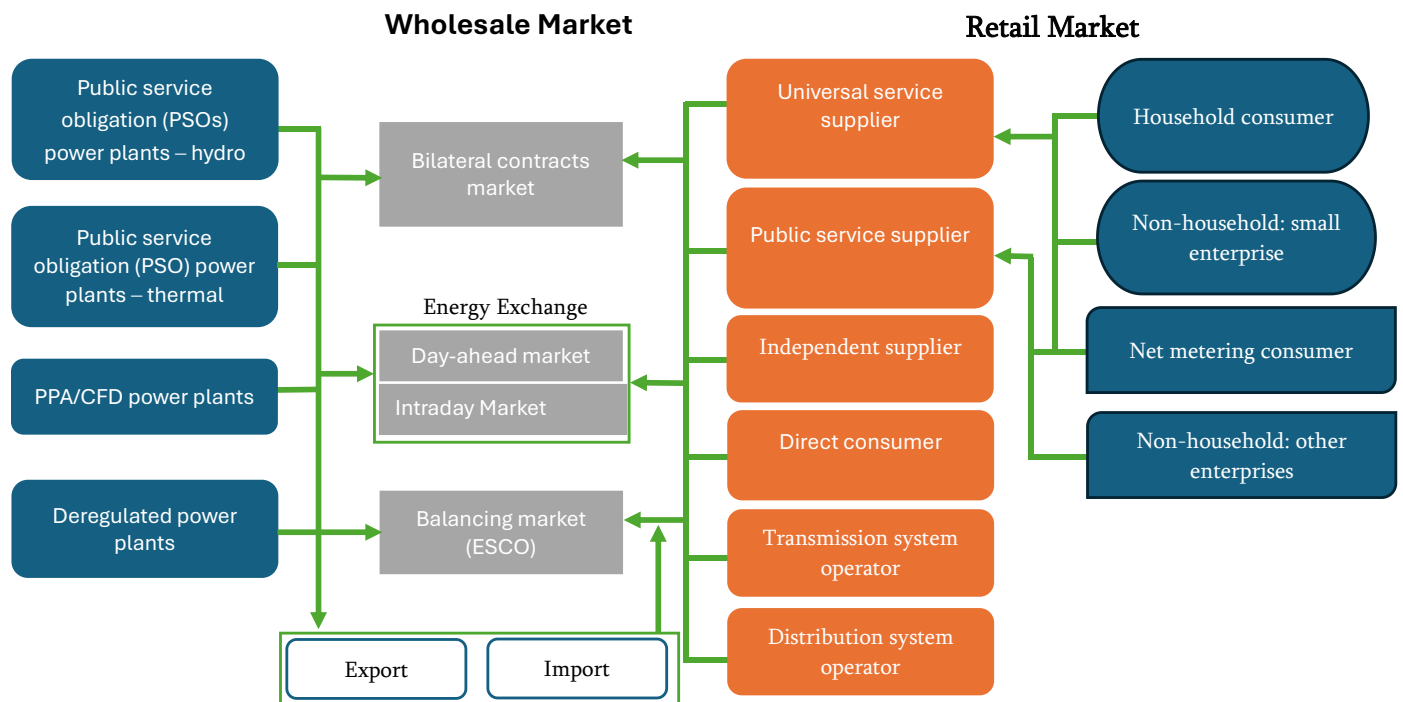 Wholesale Market
Retail Market
Public service
obligation (PSOs)
power plants – hydro
Public service
obligation (PSO) power
plants – thermal
PPA/CFD power plants
Deregulated power
plants
Bilateral contracts
market
Energy Exchange
Day-ahead market
Intraday Market
Balancing market
(ESCO)
Export
Import
Universal service
supplier
Public service supplier
Independent supplier
Direct consumer
Transmission system
operator
Distribution system
operator
Household consumer
Non-household: small
enterprise
Net metering consumer
Non-household: other
enterprises